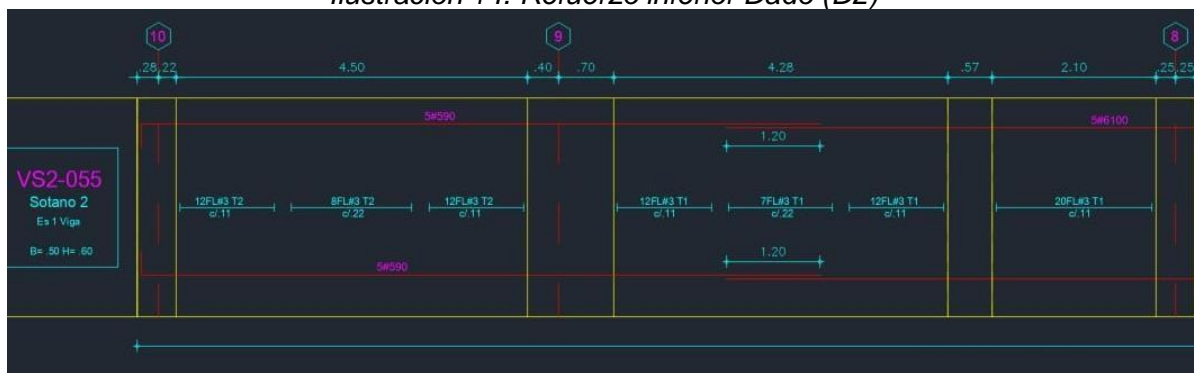 Ilustración 11. Refuerzo inferior Dado (D2)
10
9
8
.28 .22 4.50 .40 .70 4.28 .57 2.10 .25 .25
5#590
5#6100
1.20
VS2-055
Sotano 2
Es 1 Viga
B= .50 H= .60
12FL#3 T2
c/.11
8FL#3 T2
c/.22
12FL#3 T2
c/.11
12FL#3 T1
c/.11
7FL#3 T1
c/.22
12FL#3 T1
c/.11
20FL#3 T1
c/.11
1.20
5#590